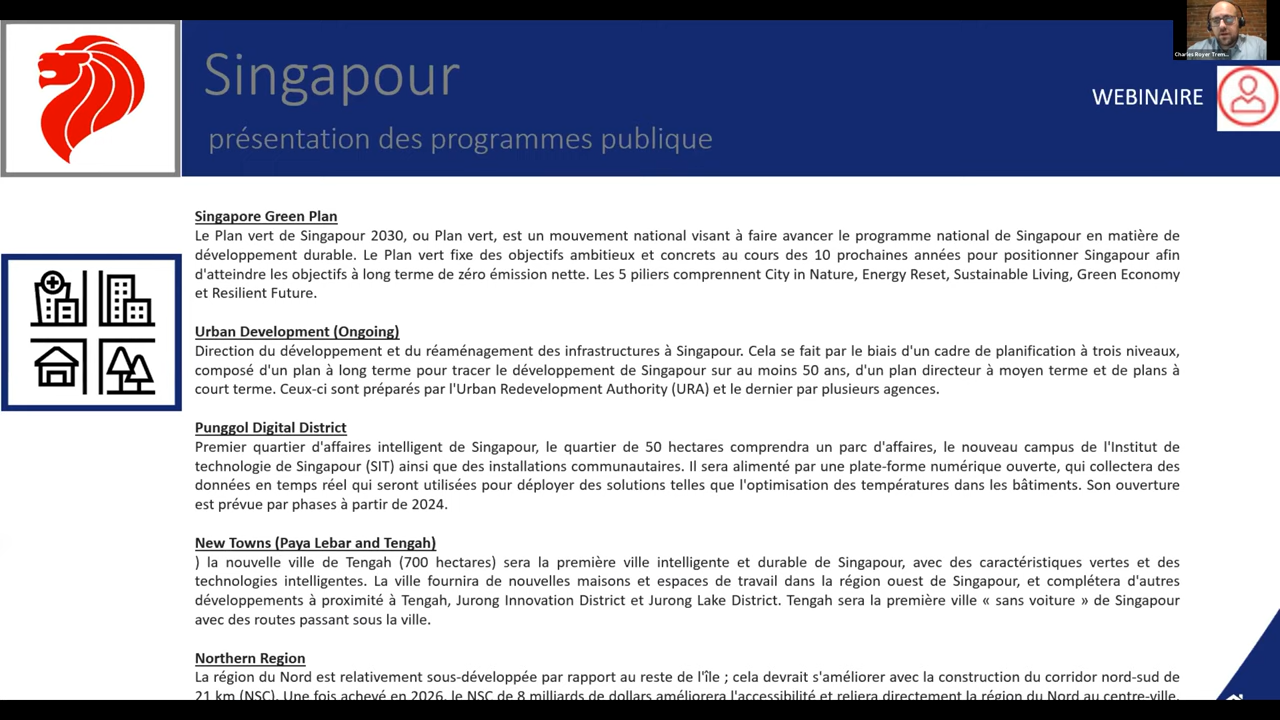 Singapour
présentation des programmes publique
WEBINAIRE
Charles Royer Trem...
Singapore Green Plan
Le Plan vert de Singapour 2030, ou Plan vert, est un mouvement national visant à faire avancer le programme national de Singapour en matière de
développement durable. Le Plan vert fixe des objectifs ambitieux et concrets au cours des 10 prochaines années pour positionner Singapour afin
d'atteindre les objectifs à long terme de zéro émission nette. Les 5 piliers comprennent City in Nature, Energy Reset, Sustainable Living, Green Economy
et Resilient Future.
Urban Development (Ongoing)
Direction du développement et du réaménagement des infrastructures à Singapour. Cela se fait par le biais d'un cadre de planification à trois niveaux,
composé d'un plan à long terme pour tracer le développement de Singapour sur au moins 50 ans, d'un plan directeur à moyen terme et de plans à
court terme. Ceux-ci sont préparés par l'Urban Redevelopment Authority (URA) et le dernier par plusieurs agences.
Punggol Digital District
Premier quartier d'affaires intelligent de Singapour, le quartier de 50 hectares comprendra un parc d'affaires, le nouveau campus de l'Institut de
technologie de Singapour (SIT) ainsi que des installations communautaires. Il sera alimenté par une plate-forme numérique ouverte, qui collectera des
données en temps réel qui seront utilisées pour déployer des solutions telles que l'optimisation des températures dans les bâtiments. Son ouverture
est prévue par phases à partir de 2024.
New Towns (Paya Lebar and Tengah)
) la nouvelle ville de Tengah (700 hectares) sera la première ville intelligente et durable de Singapour, avec des caractéristiques vertes et des
technologies intelligentes. La ville fournira de nouvelles maisons et espaces de travail dans la région ouest de Singapour, et complétera d'autres
développements à proximité à Tengah, Jurong Innovation District et Jurong Lake District. Tengah sera la première ville « sans voiture » de Singapour
avec des routes passant sous la ville.
Northern Region
La région du Nord est relativement sous-développée par rapport au reste de l'île ; cela devrait s'améliorer avec la construction du corridor nord-sud de
21 km (NSC). Une fois achevé en 2026, le NSC de 8 milliards de dollars améliorera l'accessibilité et reliera directement la région du Nord au centre-ville.